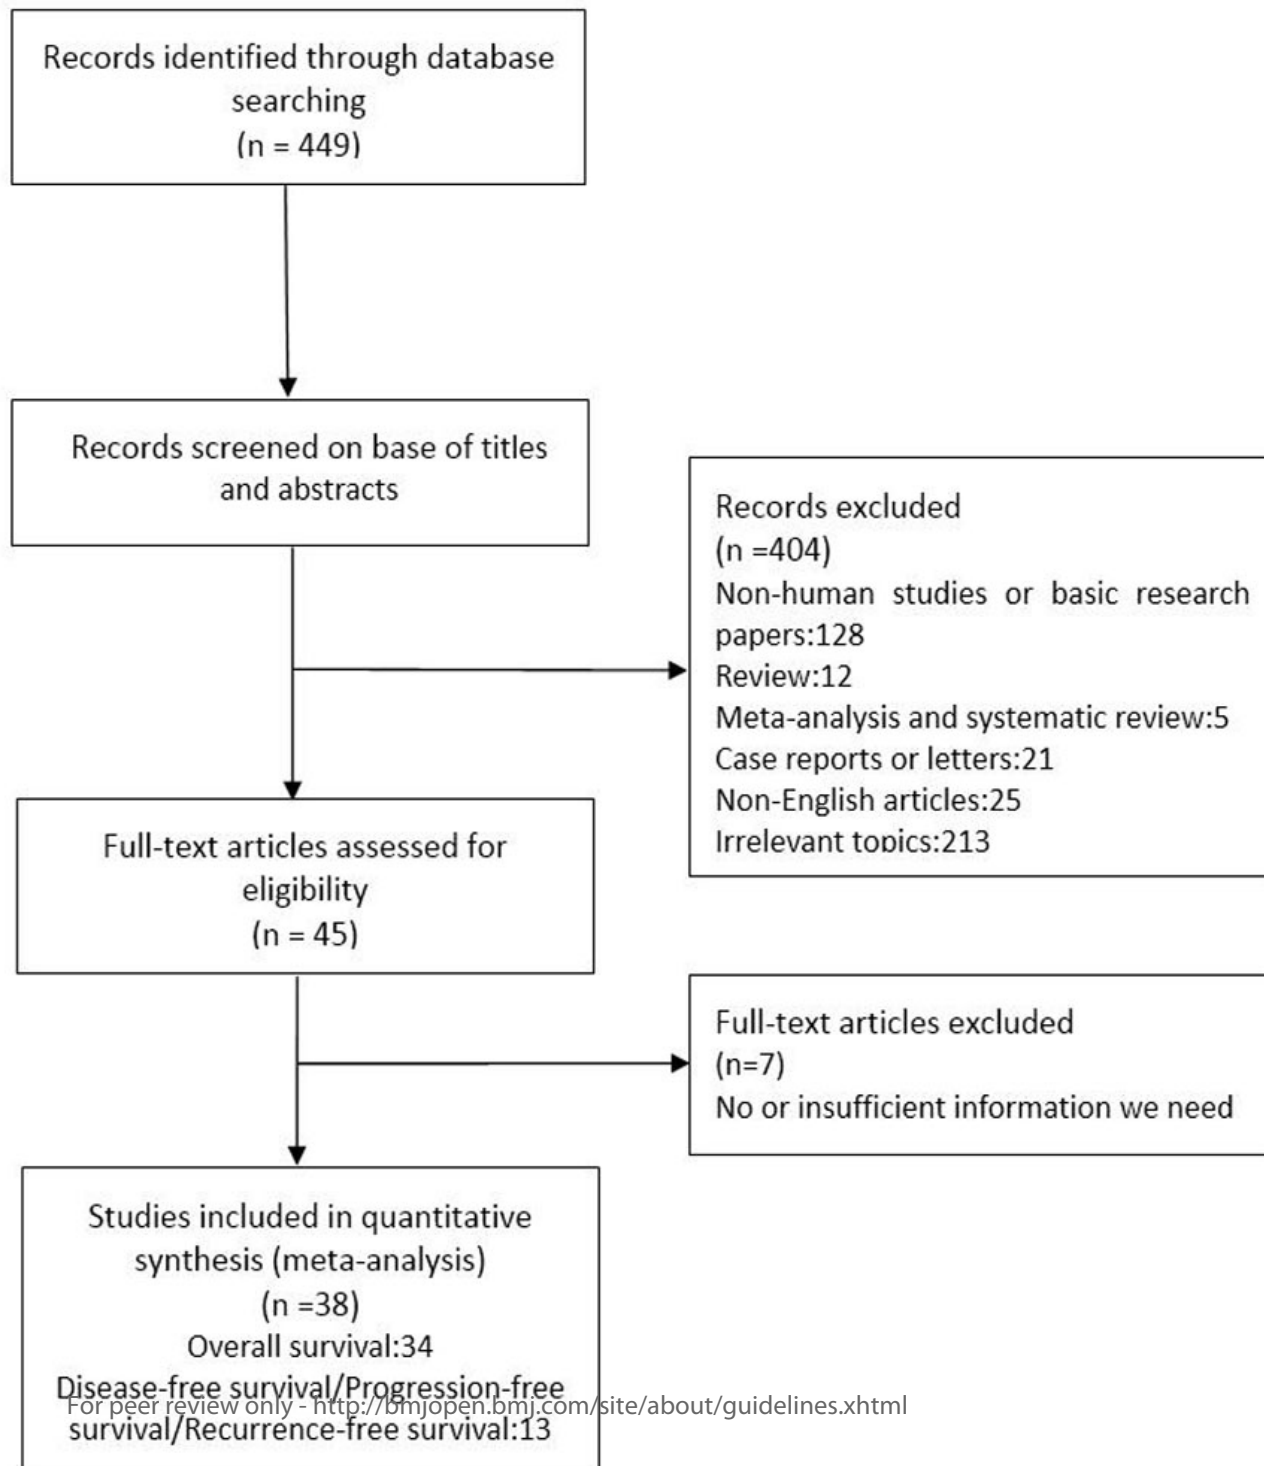 Records identified through database
searching
(n = 449)
Records screened on base of titles
and abstracts
Records excluded
(n =404)
Non-human studies or basic research
papers:128
Review:12
Meta-analysis and systematic review:5
Case reports or letters:21
Non-English articles:25
Irrelevant topics:213
Full-text articles assessed for
eligibility
(n = 45)
Full-text articles excluded
(n=7)
No or insufficient information we need
Studies included in quantitative
synthesis (meta-analysis)
(n =38)
Overall survival:34
Disease-free survival/Progression-free
For peer review only - http://bmjopen.bmj.com/site/about/guidelines.xhtml
survival/Recurrence-free survival:13